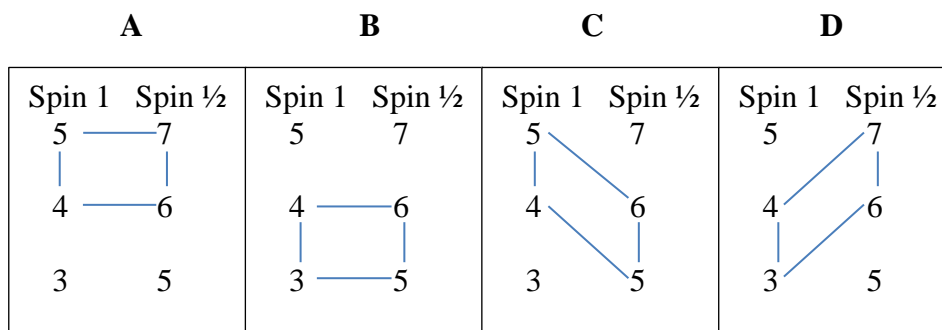 A B C D
Spin 1 Spin ½ Spin 1 Spin ½ Spin 1 Spin ½ Spin 1 Spin ½
5 7 5 7 5 7 5 7
4 6 4 6 4 6 4 6
3 5 3 5 3 5 3 5